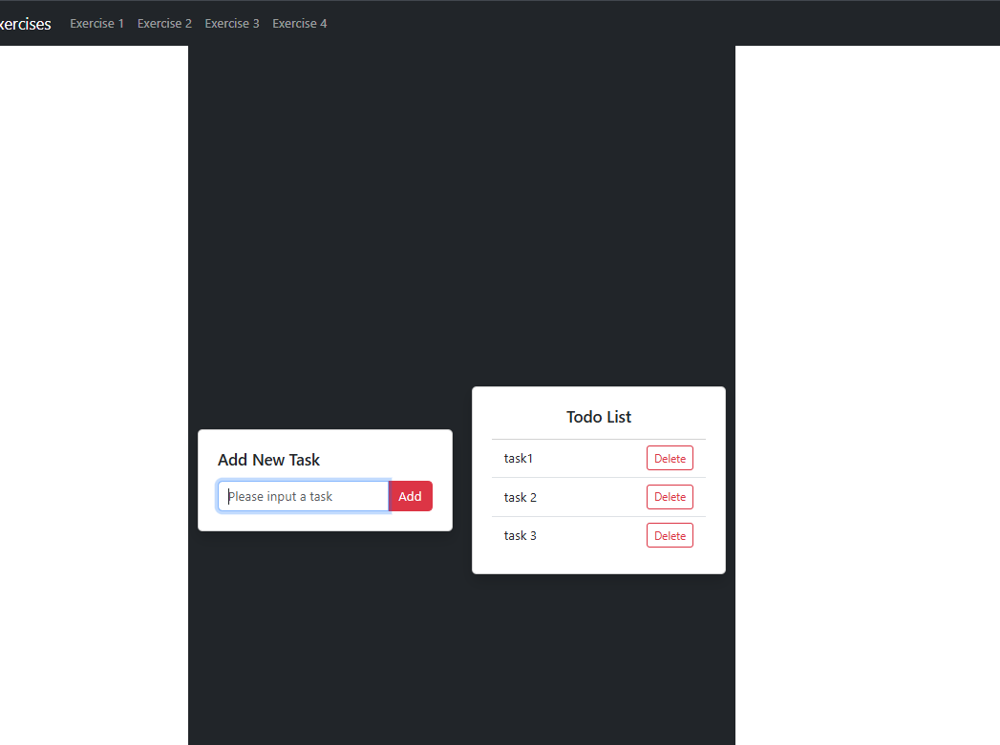 xercises Exercise 1 Exercise 2 Exercise 3 Exercise 4
Add New Task
Please input a task Add
Todo List
task1 Delete
task 2 Delete
task 3 Delete